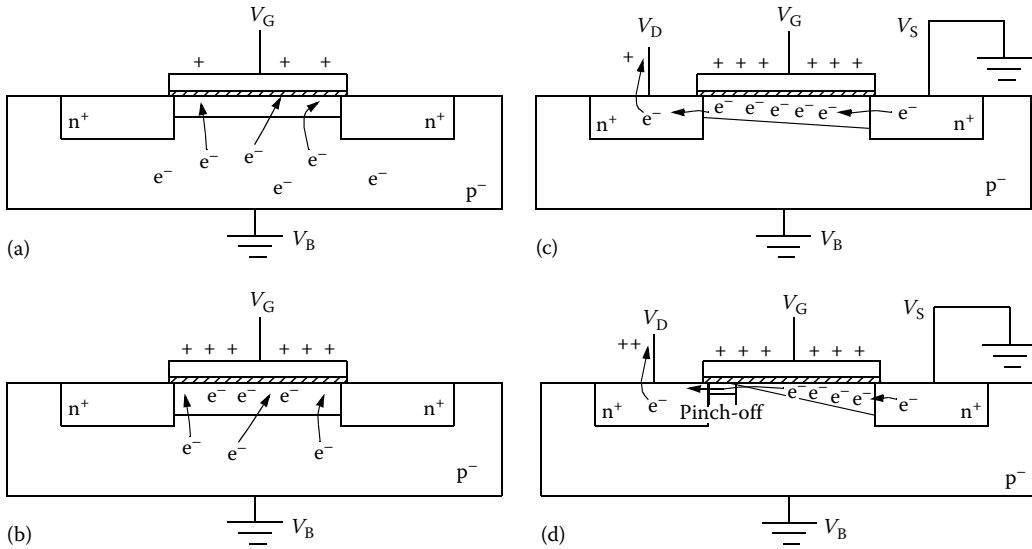 V_G
+ + +
n⁺ e⁻ e⁻ e⁻ n⁺
e⁻ e⁻ e⁻
p⁻
V_B
(a)
V_G
+ + + + + +
n⁺ e⁻ e⁻ e⁻ n⁺
e⁻ e⁻ e⁻
p⁻
V_B
(b)
V_D V_G V_S
+ + + + + + +
n⁺ e⁻ e⁻ e⁻ e⁻ e⁻ e⁻ e⁻ n⁺
p⁻
V_B
(c)
V_D V_G V_S
++ + + + + + +
n⁺ e⁻ e⁻ e⁻ e⁻ e⁻ e⁻ n⁺
Pinch-off
p⁻
V_B
(d)